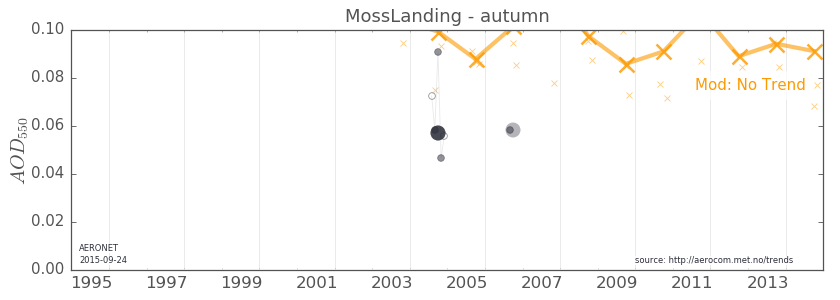 MossLanding - autumn
0.10
0.08
0.06
0.04
0.02
0.00
AOD550
Mod: No Trend
AERONET
2015-09-24
source: http://aerocom.met.no/trends
1995 1997 1999 2001 2003 2005 2007 2009 2011 2013